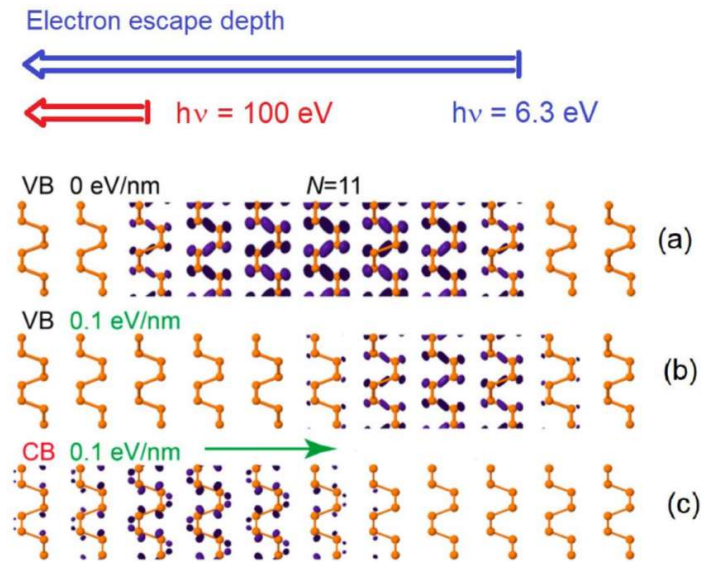 Electron escape depth
hν = 100 eV hν = 6.3 eV
VB 0 eV/nm N=11
(a)
VB 0.1 eV/nm
(b)
CB 0.1 eV/nm
(c)